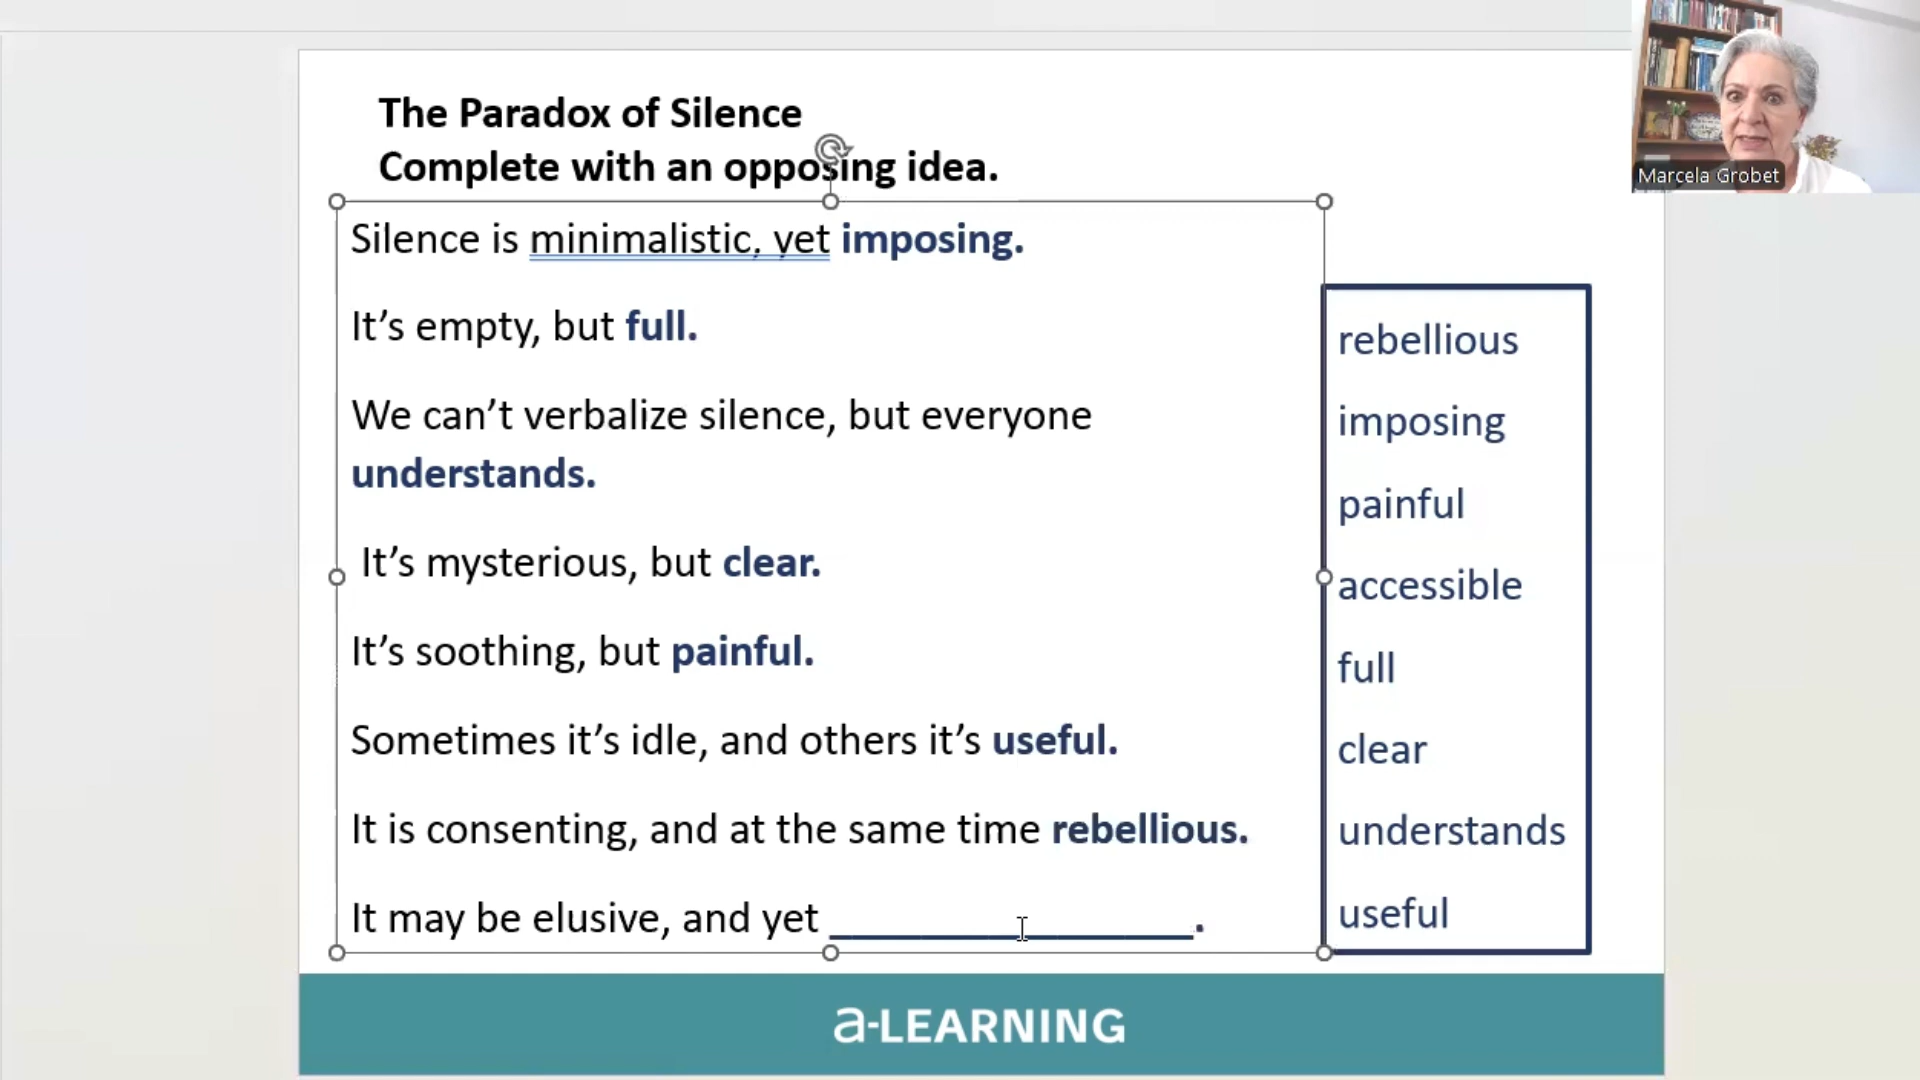 The Paradox of Silence
Complete with an opposing idea.
Silence is minimalistic, yet imposing.
It’s empty, but full.
We can’t verbalize silence, but everyone
understands.
It’s mysterious, but clear.
It’s soothing, but painful.
Sometimes it’s idle, and others it’s useful.
It is consenting, and at the same time rebellious.
It may be elusive, and yet ________________.
rebellious
imposing
painful
accessible
full
clear
understands
useful
Marcela Grobet
a-LEARNING